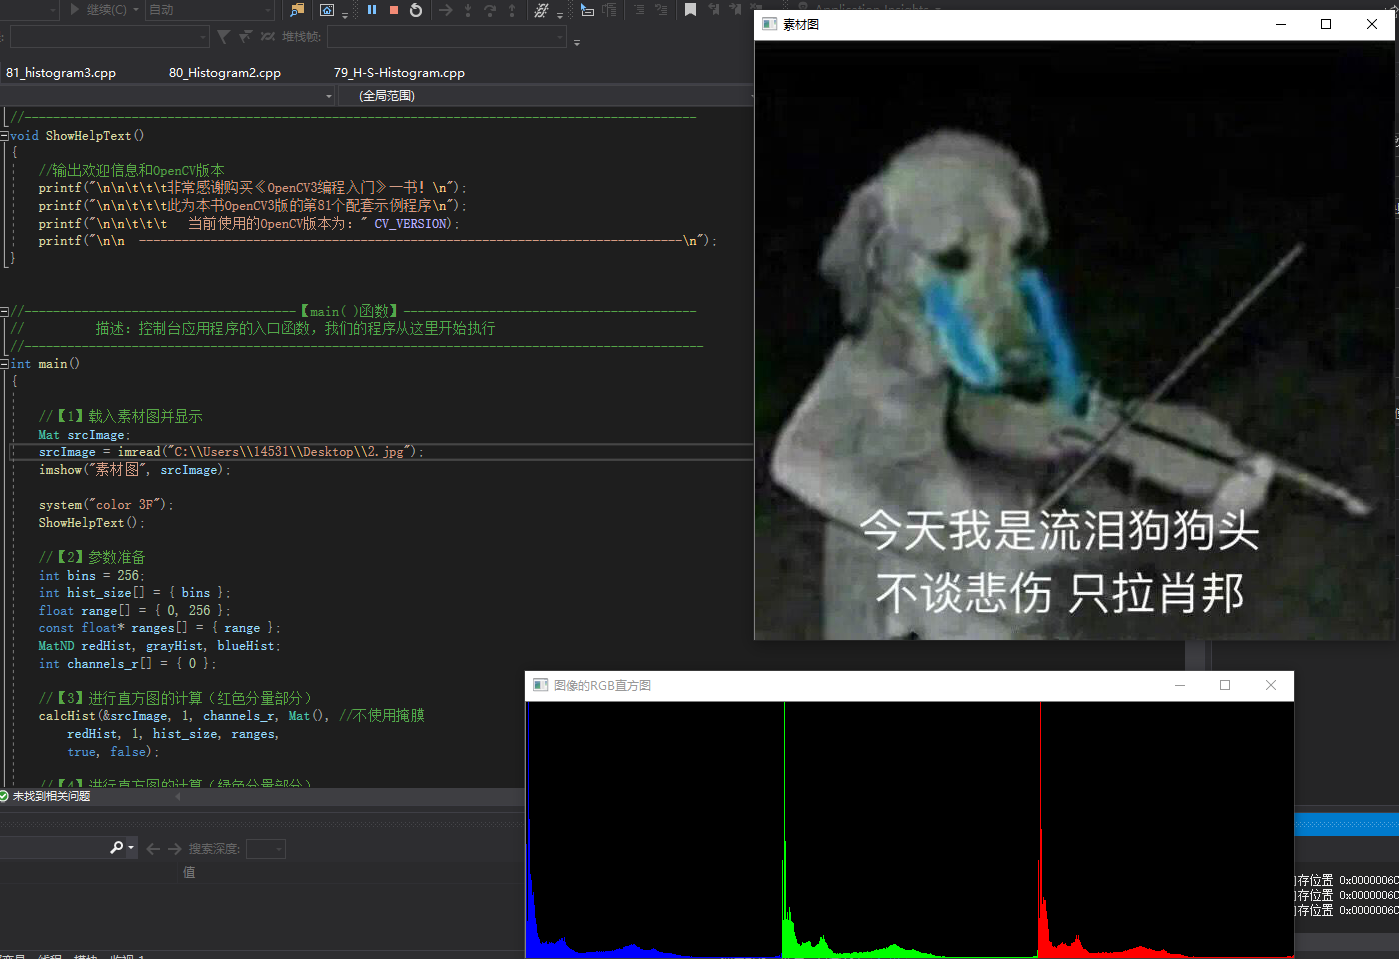 继续(C)
自动
堆栈帧:
81_histogram3.cpp
80_Histogram2.cpp
79_H-S-Histogram.cpp
(全局范围)
//----------------------------------------------------------------------------------------------
void ShowHelpText()
{
//输出欢迎信息和OpenCV版本
printf("\n\n\t\t\t非常感谢购买《OpenCV3编程入门》一书！\n");
printf("\n\n\t\t\t此为本书OpenCV3版的第81个配套示例程序\n");
printf("\n\n\t\t\t   当前使用的OpenCV版本为：" CV_VERSION);
printf("\n\n  ----------------------------------------------------------------------------\n");
}
//--------------------------------------【main( )函数】-----------------------------------------
//          描述：控制台应用程序的入口函数，我们的程序从这里开始执行
//-----------------------------------------------------------------------------------------------
int main()
{
//【1】载入素材图并显示
Mat srcImage;
srcImage = imread("C:\\Users\\14531\\Desktop\\2.jpg");
imshow("素材图", srcImage);
system("color 3F");
ShowHelpText();
//【2】参数准备
int bins = 256;
int hist_size[] = { bins };
float range[] = { 0, 256 };
const float* ranges[] = { range };
MatND redHist, grayHist, blueHist;
int channels_r[] = { 0 };
//【3】进行直方图的计算（红色分量部分）
calcHist(&srcImage, 1, channels_r, Mat(), //不使用掩膜
redHist, 1, hist_size, ranges,
true, false);
//【4】进行直方图的计算（绿色分量部分）
未找到相关问题
搜索深度:
值
素材图
今天我是流泪狗狗头
不谈悲伤 只拉肖邦
图像的RGB直方图
存位置 0x0000006C
存位置 0x0000006C
存位置 0x0000006C